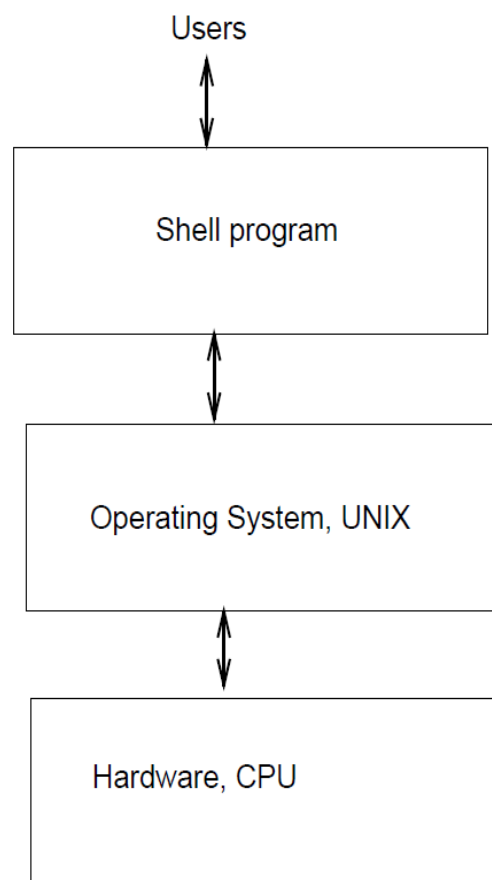 Users
Shell program
Operating System, UNIX
Hardware, CPU